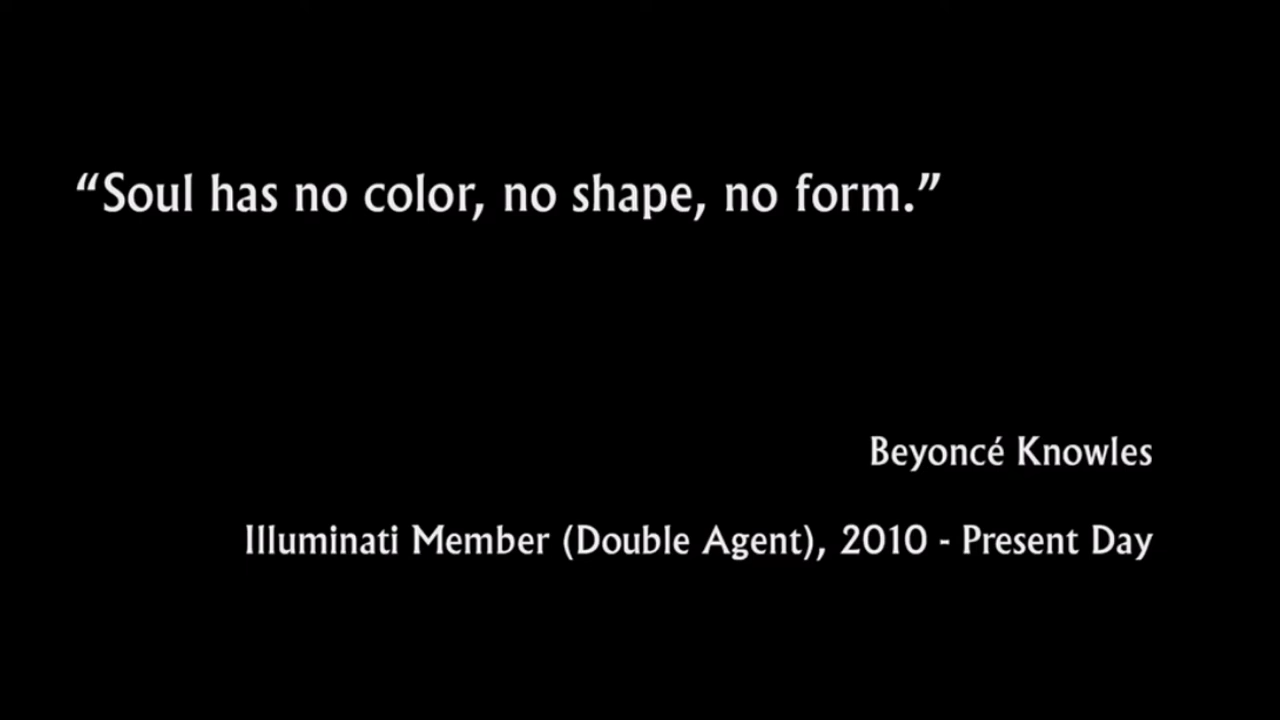 “Soul has no color, no shape, no form.”
Beyoncé Knowles
Illuminati Member (Double Agent), 2010 - Present Day